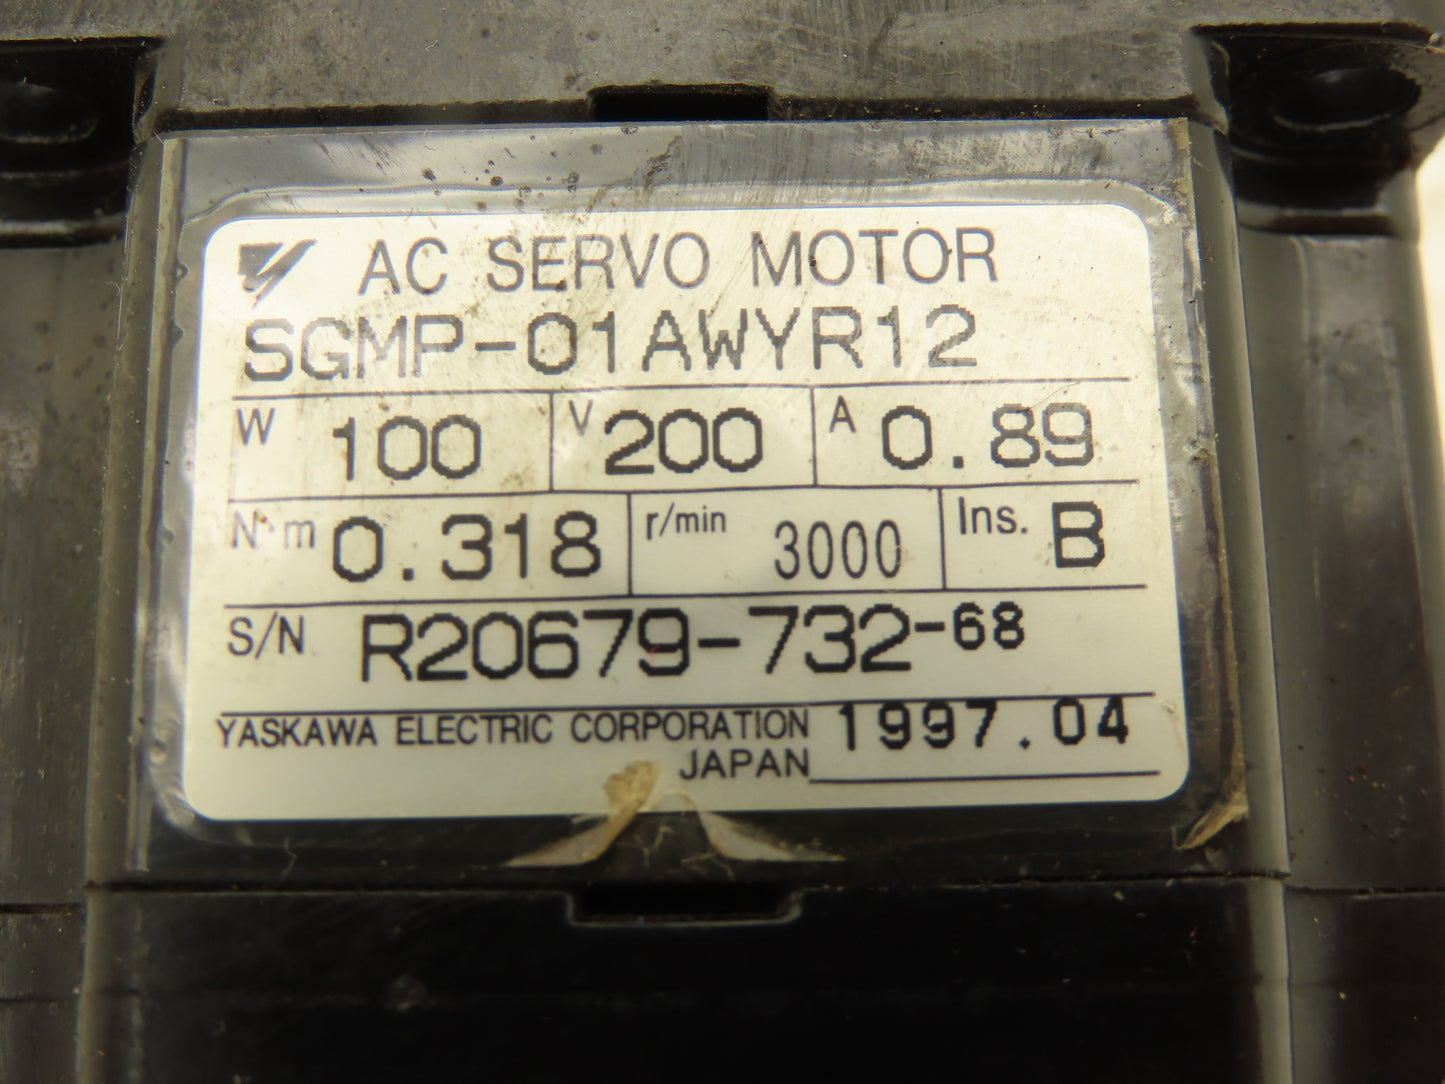 AC SERVO MOTOR
SGMP-01AWYR12
W 100 V 200 A 0.89
N·m 0.318 r/min 3000 Ins. B
S/N R20679-732-68
YASKAWA ELECTRIC CORPORATION 1997.04
JAPAN